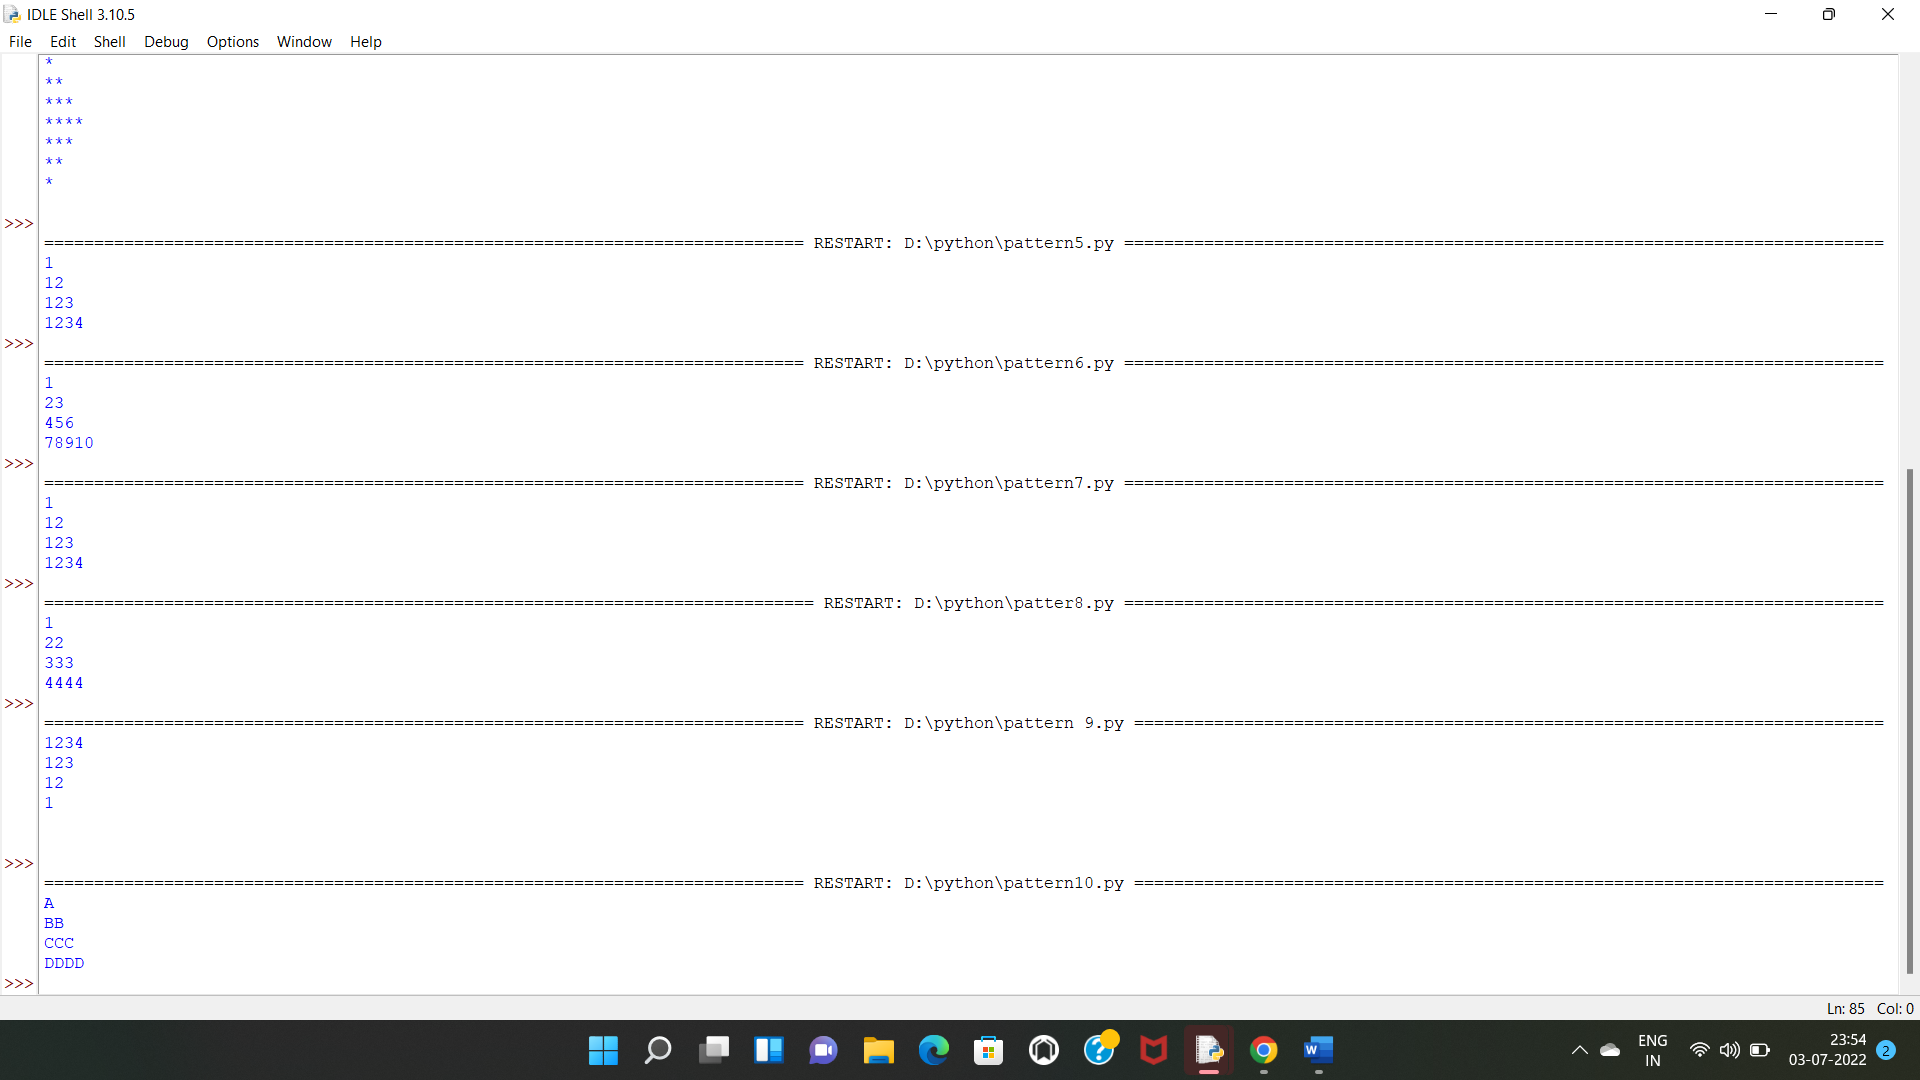 IDLE Shell 3.10.5
File Edit Shell Debug Options Window Help
*
**
***
****
***
**
*
>>>
============================================================================ RESTART: D:\python\pattern5.py ============================================================================
1
12
123
1234
>>>
============================================================================ RESTART: D:\python\pattern6.py ============================================================================
1
23
456
78910
>>>
============================================================================ RESTART: D:\python\pattern7.py ============================================================================
1
12
123
1234
>>>
============================================================================= RESTART: D:\python\patter8.py ============================================================================
1
22
333
4444
>>>
============================================================================ RESTART: D:\python\pattern 9.py ===========================================================================
1234
123
12
1
>>>
============================================================================ RESTART: D:\python\pattern10.py ===========================================================================
A
BB
CCC
DDDD
>>>
Ln: 85 Col: 0
ENG
IN
23:54
03-07-2022
2